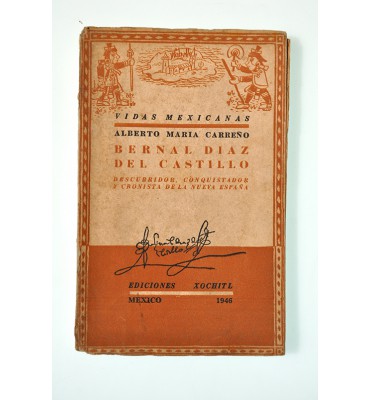 VIDAS MEXICANAS
ALBERTO MARIA CARREÑO
BERNAL DIAZ
DEL CASTILLO
DESCUBRIDOR, CONQUISTADOR
Y CRONISTA DE LA NUEVA ESPAÑA
EDICIONES XOCHITL
MEXICO 1946